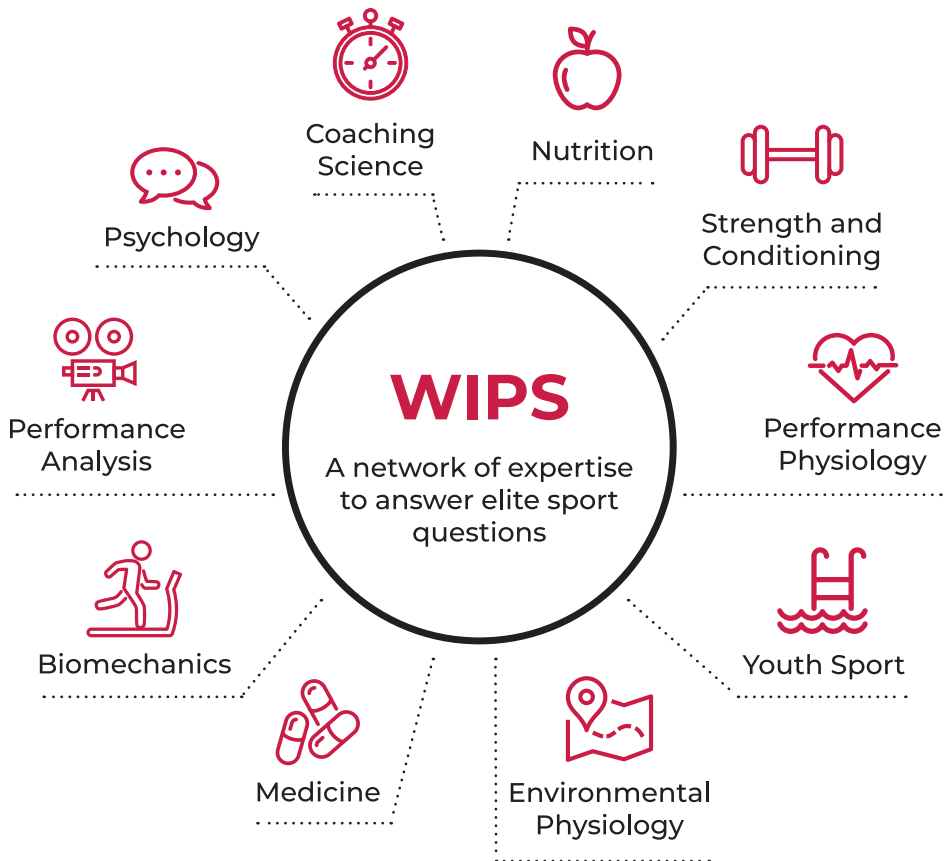 Coaching
Science
Nutrition
Strength and
Conditioning
Psychology
WIPS
A network of expertise
to answer elite sport
questions
Performance
Analysis
Performance
Physiology
Biomechanics
Youth Sport
Medicine
Environmental
Physiology